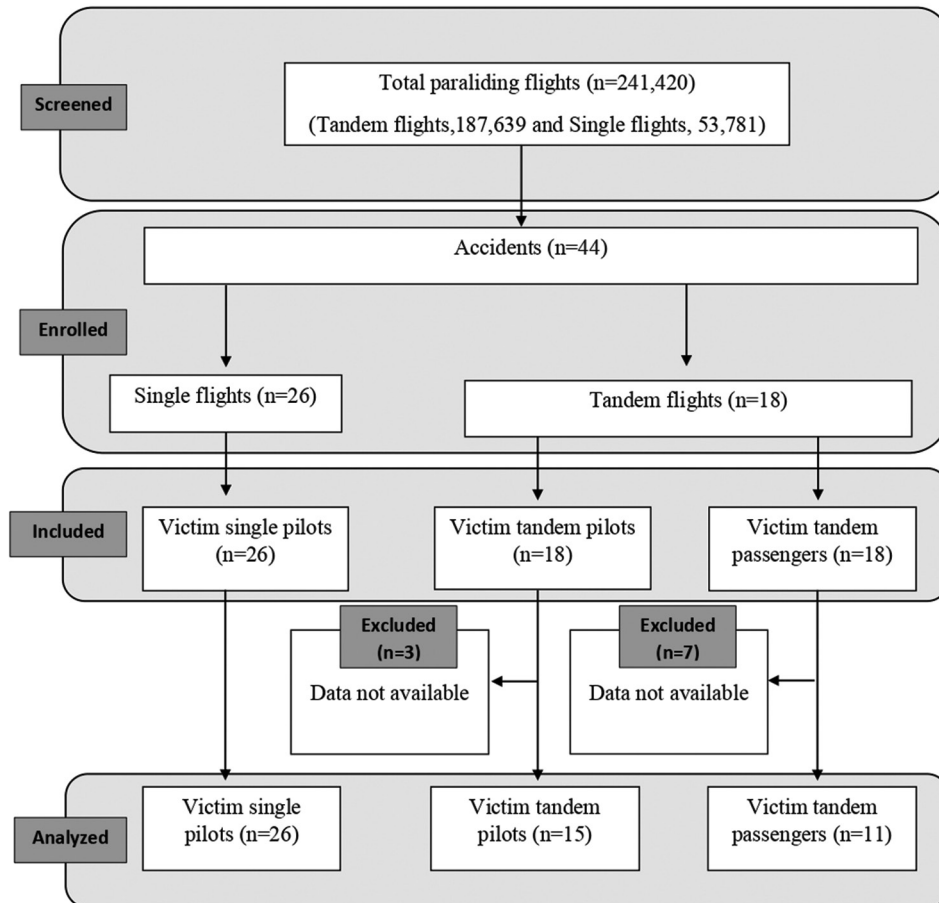 Screened
Total paraliding flights (n=241,420)
(Tandem flights,187,639 and Single flights, 53,781)
Enrolled
Accidents (n=44)
Single flights (n=26)
Tandem flights (n=18)
Included
Victim single pilots
(n=26)
Victim tandem pilots
(n=18)
Victim tandem
passengers (n=18)
Excluded
(n=3)
Data not available
Excluded
(n=7)
Data not available
Analyzed
Victim single
pilots (n=26)
Victim tandem
pilots (n=15)
Victim tandem
passengers (n=11)